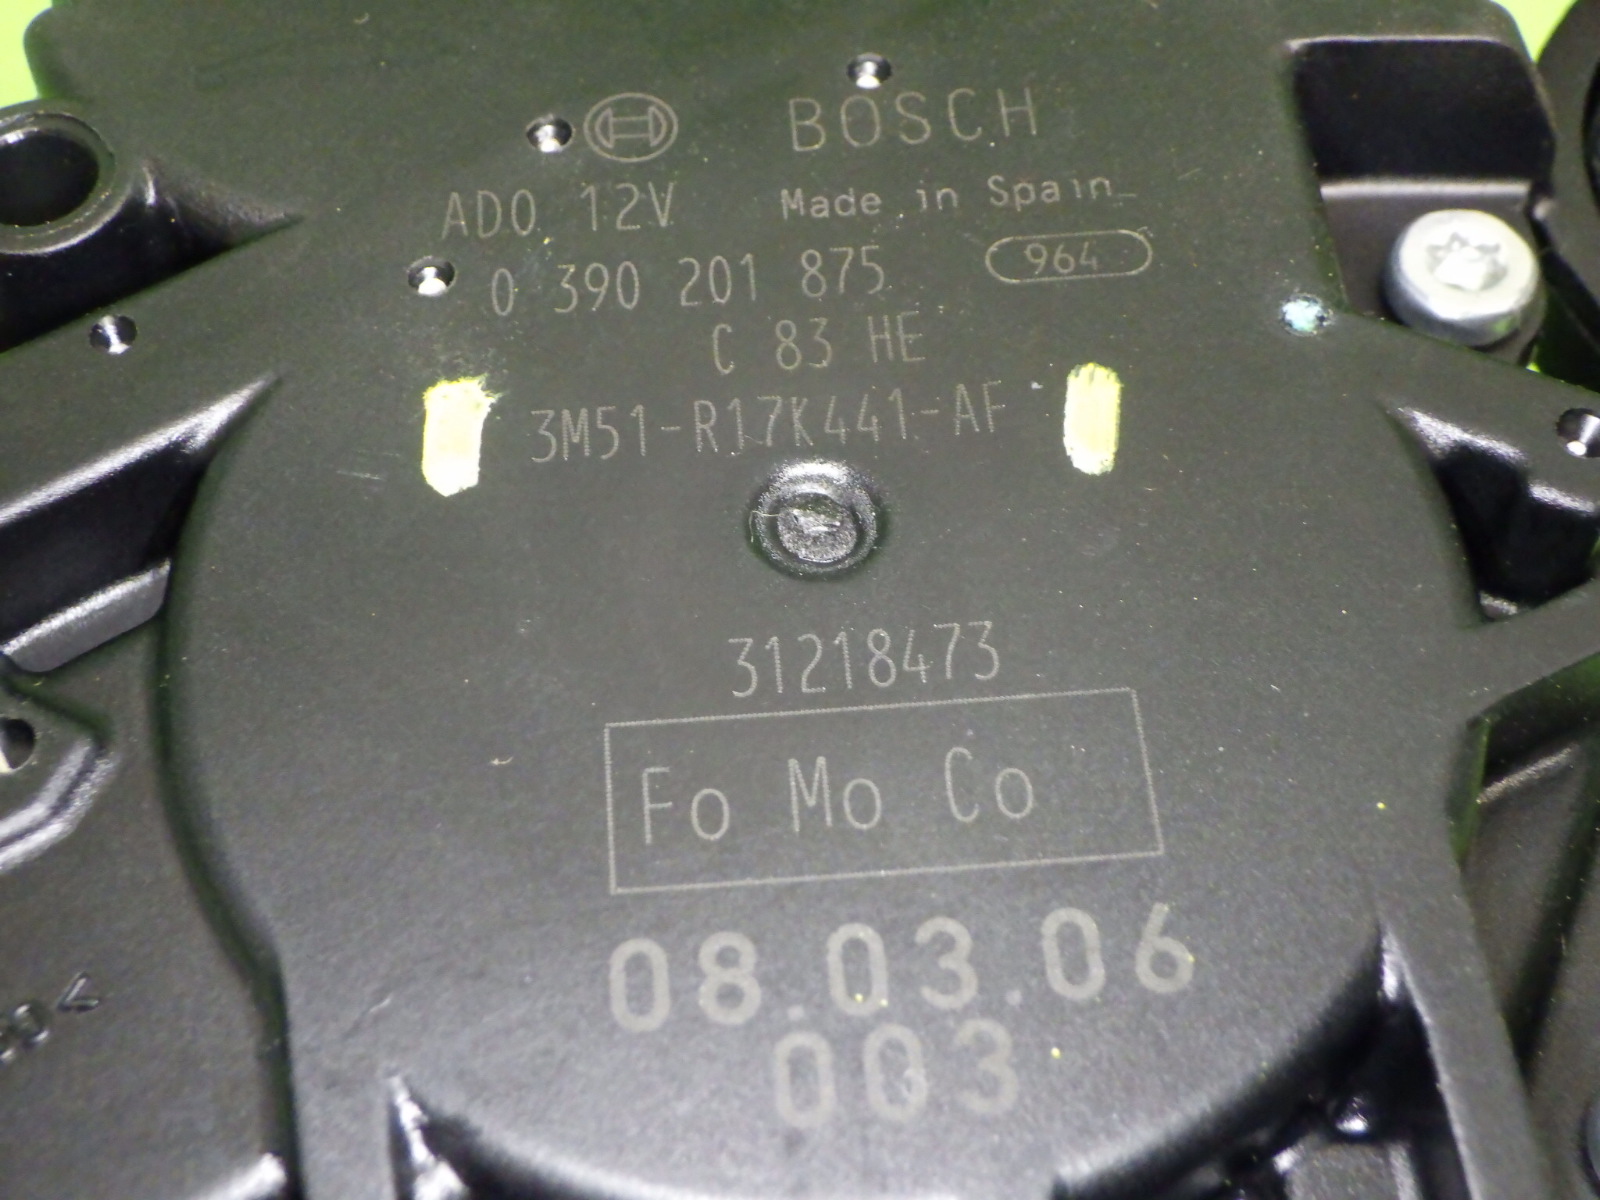 BOSCH
AD0 12V Made in Spain
0 390 201 875 964
C 83 HE
3M51-R17K441-AF
31218473
Fo Mo Co
08.03.06
003